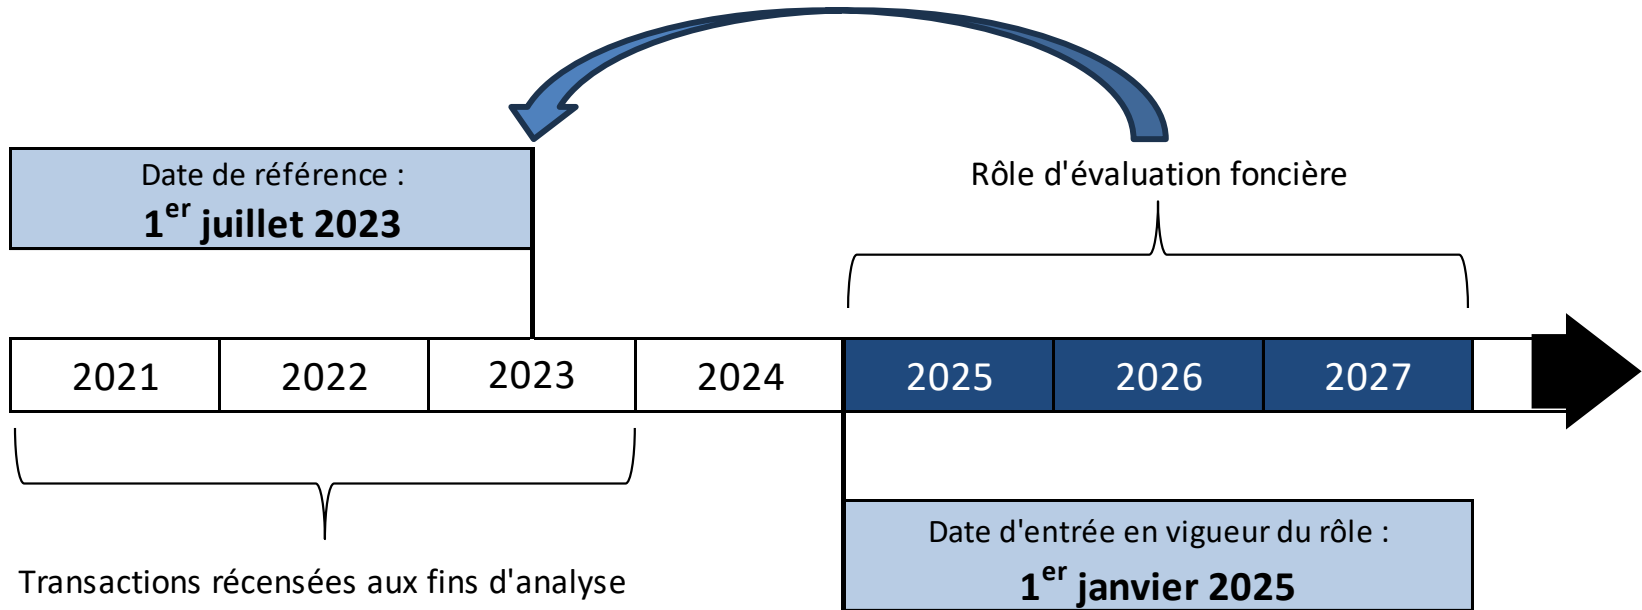 Date de référence :
1er juillet 2023
Rôle d'évaluation foncière
2021 2022 2023 2024 2025 2026 2027
Transactions récensées aux fins d'analyse
Date d'entrée en vigueur du rôle :
1er janvier 2025